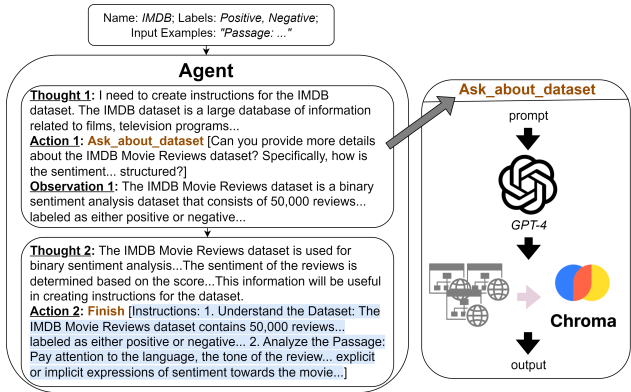 Name: IMDB; Labels: Positive, Negative;
Input Examples: "Passage: ..."
Agent
Thought 1: I need to create instructions for the IMDB
dataset. The IMDB dataset is a large database of information
related to films, television programs...
Action 1: Ask_about_dataset [Can you provide more details
about the IMDB Movie Reviews dataset? Specifically, how is
the sentiment... structured?]
Observation 1: The IMDB Movie Reviews dataset is a binary
sentiment analysis dataset that consists of 50,000 reviews...
labeled as either positive or negative...
Thought 2: The IMDB Movie Reviews dataset is used for
binary sentiment analysis...The sentiment of the reviews is
determined based on the score...This information will be useful
in creating instructions for the dataset.
Action 2: Finish [Instructions: 1. Understand the Dataset: The
IMDB Movie Reviews dataset contains 50,000 reviews...
labeled as either positive or negative... 2. Analyze the Passage:
Pay attention to the language, the tone of the review... explicit
or implicit expressions of sentiment towards the movie...]
Ask_about_dataset
prompt
GPT-4
Chroma
output